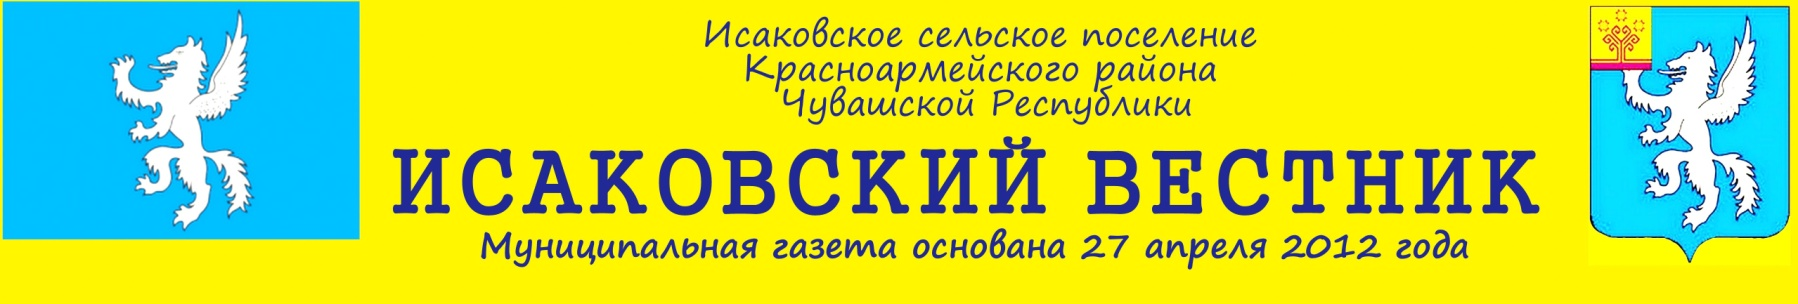 Исаковское сельское поселение
Красноармейского района
Чувашской Республики
ИСАКОВСКИЙ ВЕСТНИК
Муниципальная газета основана 27 апреля 2012 года